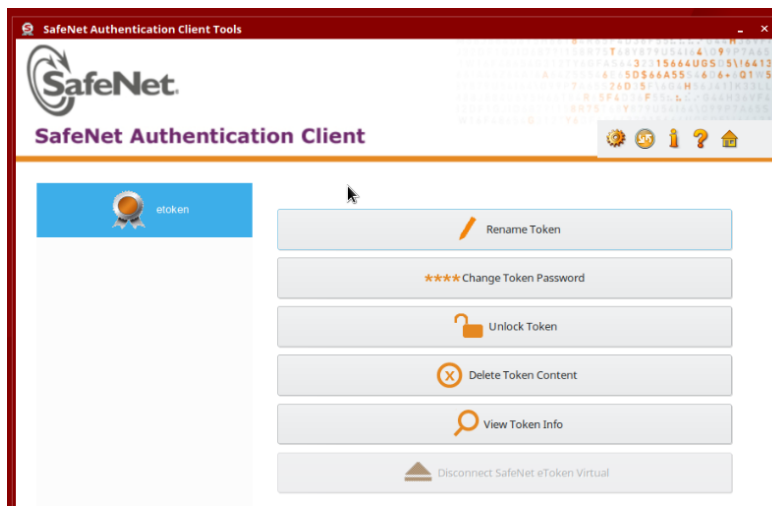 SafeNet Authentication Client Tools
SafeNet.
SafeNet Authentication Client
etoken
Rename Token
****Change Token Password
Unlock Token
Delete Token Content
View Token Info
Disconnect SafeNet eToken Virtual